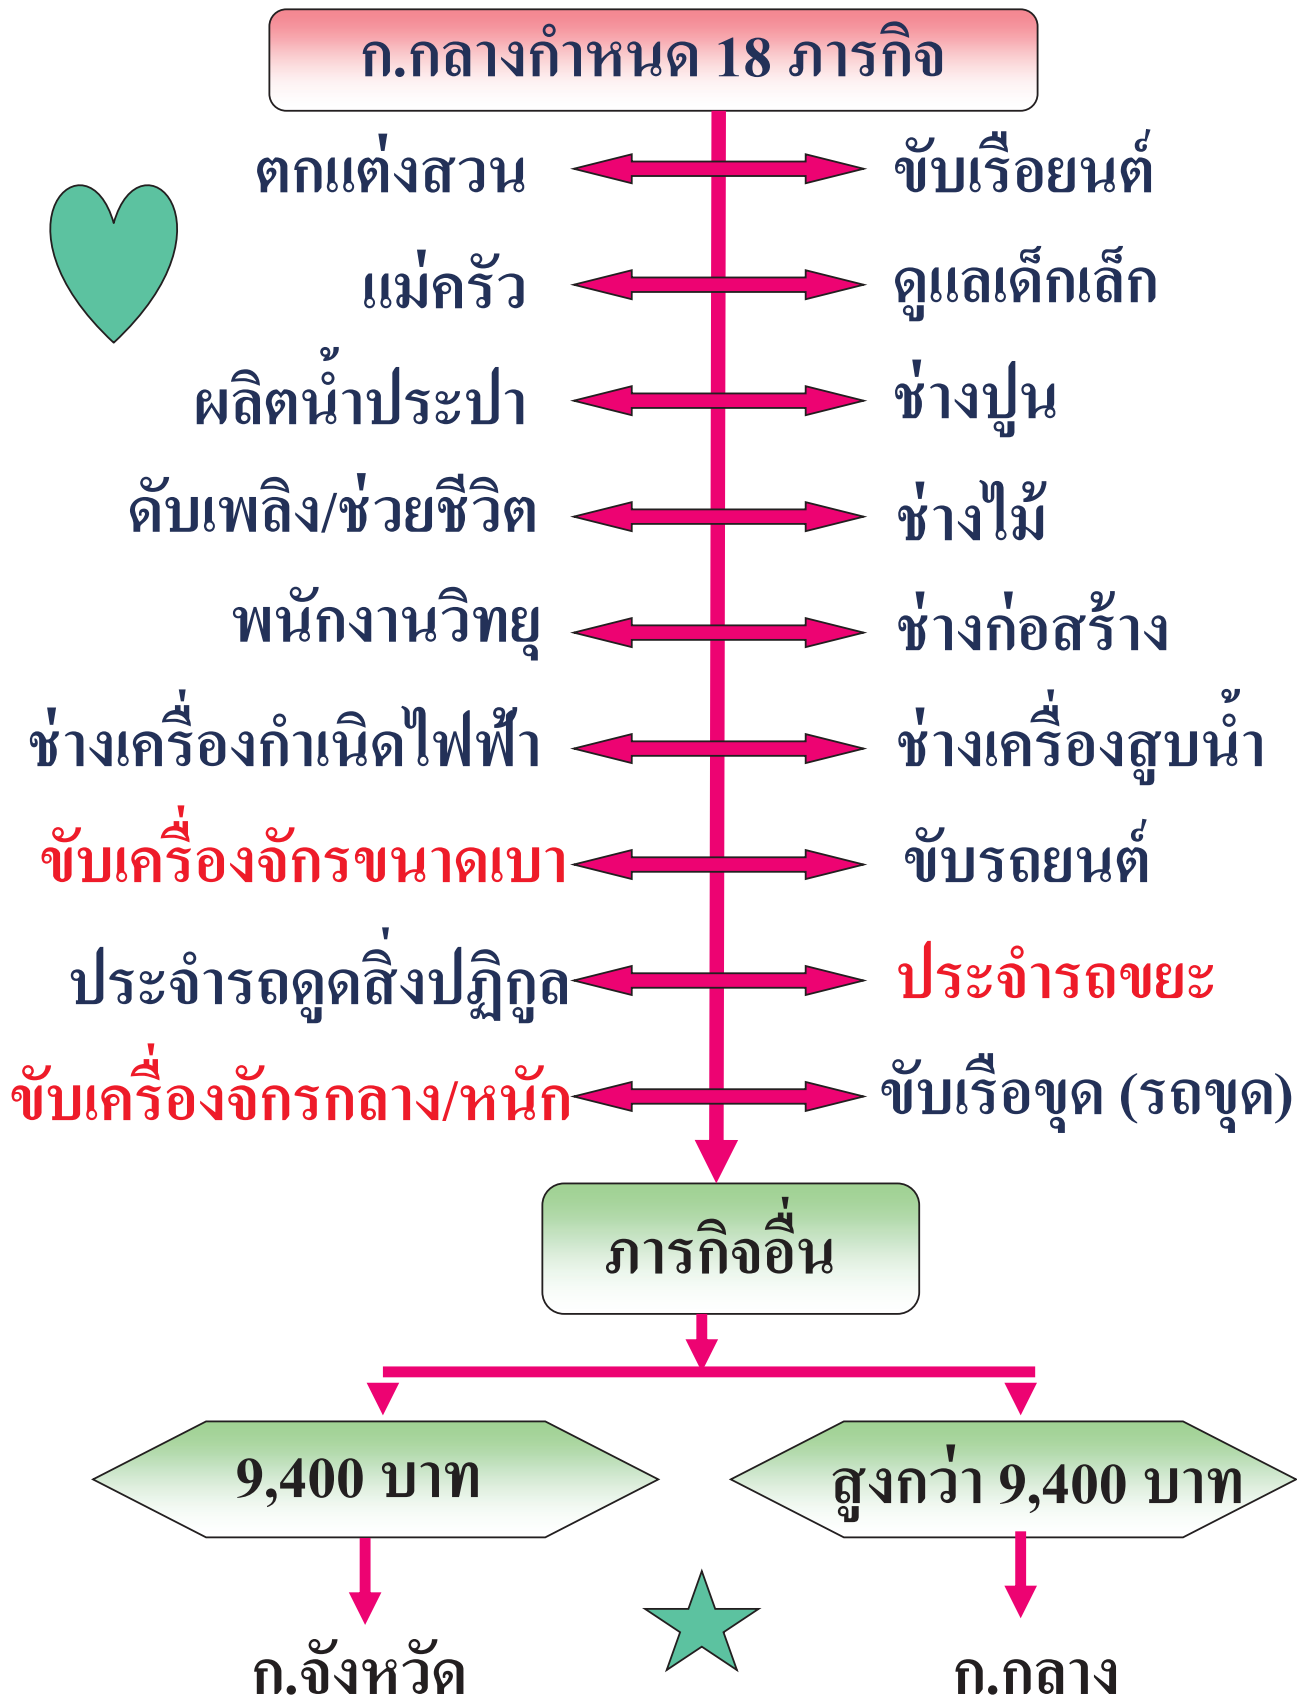 ก.กลางกำหนด 18 ภารกิจ
ตกแต่งสวน ขับเรือยนต์
แม่ครัว ดูแลเด็กเล็ก
ผลิตน้ำประปา ช่างปูน
ดับเพลิง/ช่วยชีวิต ช่างไม้
พนักงานวิทยุ ช่างก่อสร้าง
ช่างเครื่องกำเนิดไฟฟ้า ช่างเครื่องสูบน้ำ
ขับเครื่องจักรขนาดเบา ขับรถยนต์
ประจำรถดูดสิ่งปฏิกูล ประจำรถขยะ
ขับเครื่องจักรกลาง/หนัก ขับเรือขุด (รถขุด)
ภารกิจอื่น
9,400 บาท สูงกว่า 9,400 บาท
ก.จังหวัด ก.กลาง